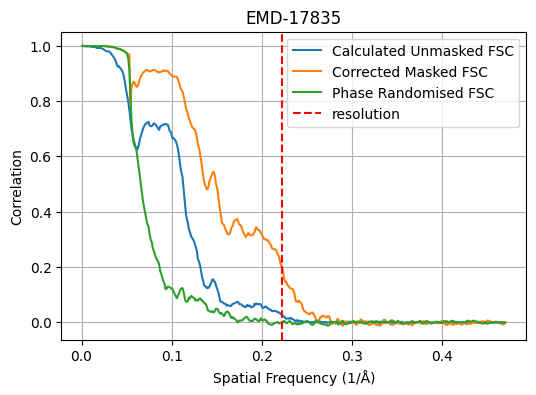 EMD-17835
Calculated Unmasked FSC
Corrected Masked FSC
Phase Randomised FSC
resolution
Correlation
1.0
0.8
0.6
0.4
0.2
0.0
0.0 0.1 0.2 0.3 0.4
Spatial Frequency (1/Å)